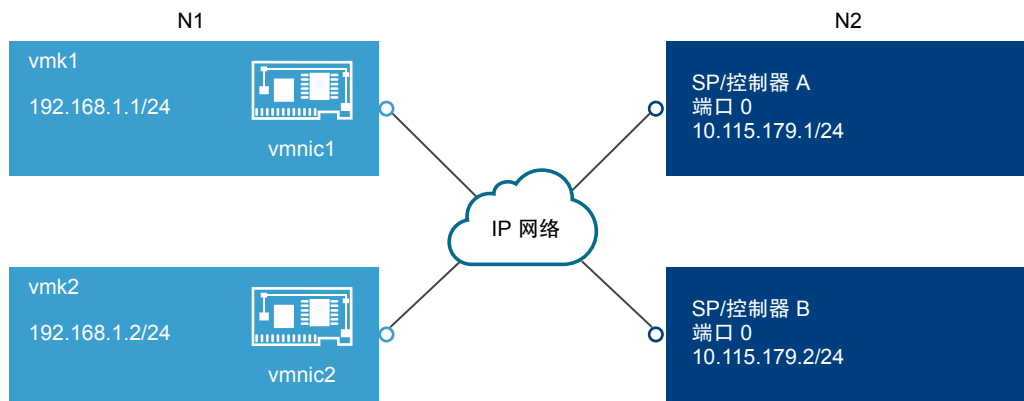 N1
N2
vmk1
192.168.1.1/24
vmnic1
SP/控制器 A
端口 0
10.115.179.1/24
IP 网络
vmk2
192.168.1.2/24
vmnic2
SP/控制器 B
端口 0
10.115.179.2/24